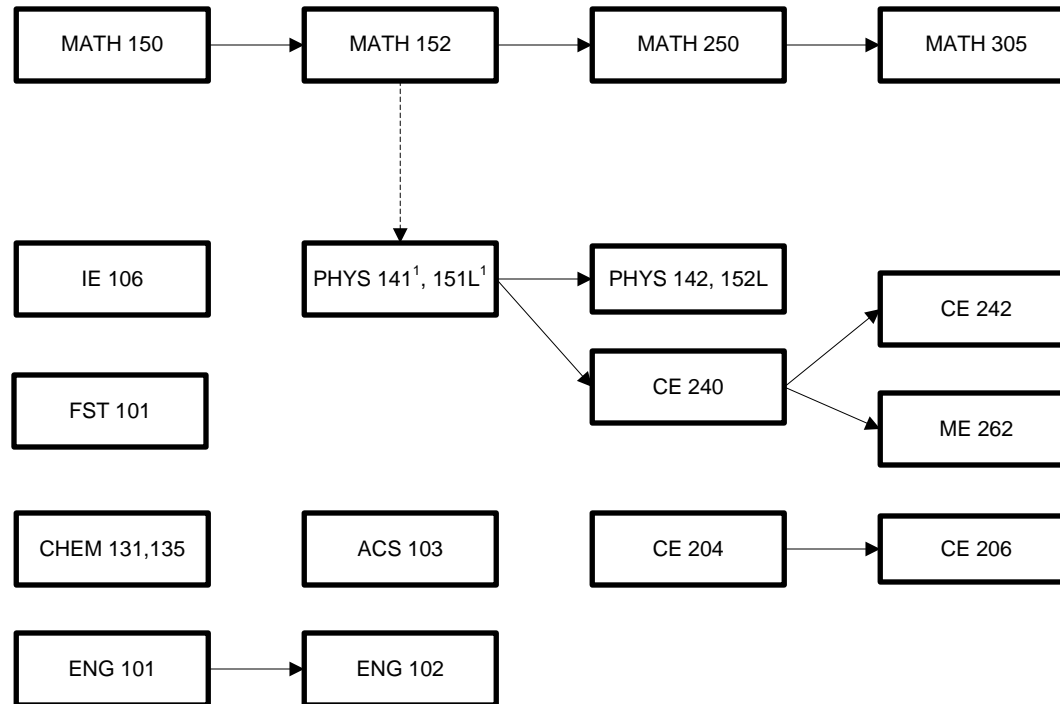 MATH 150
MATH 152
MATH 250
MATH 305
IE 106
PHYS 141¹, 151L¹
PHYS 142, 152L
CE 242
FST 101
CE 240
ME 262
CHEM 131,135
ACS 103
CE 204
CE 206
ENG 101
ENG 102